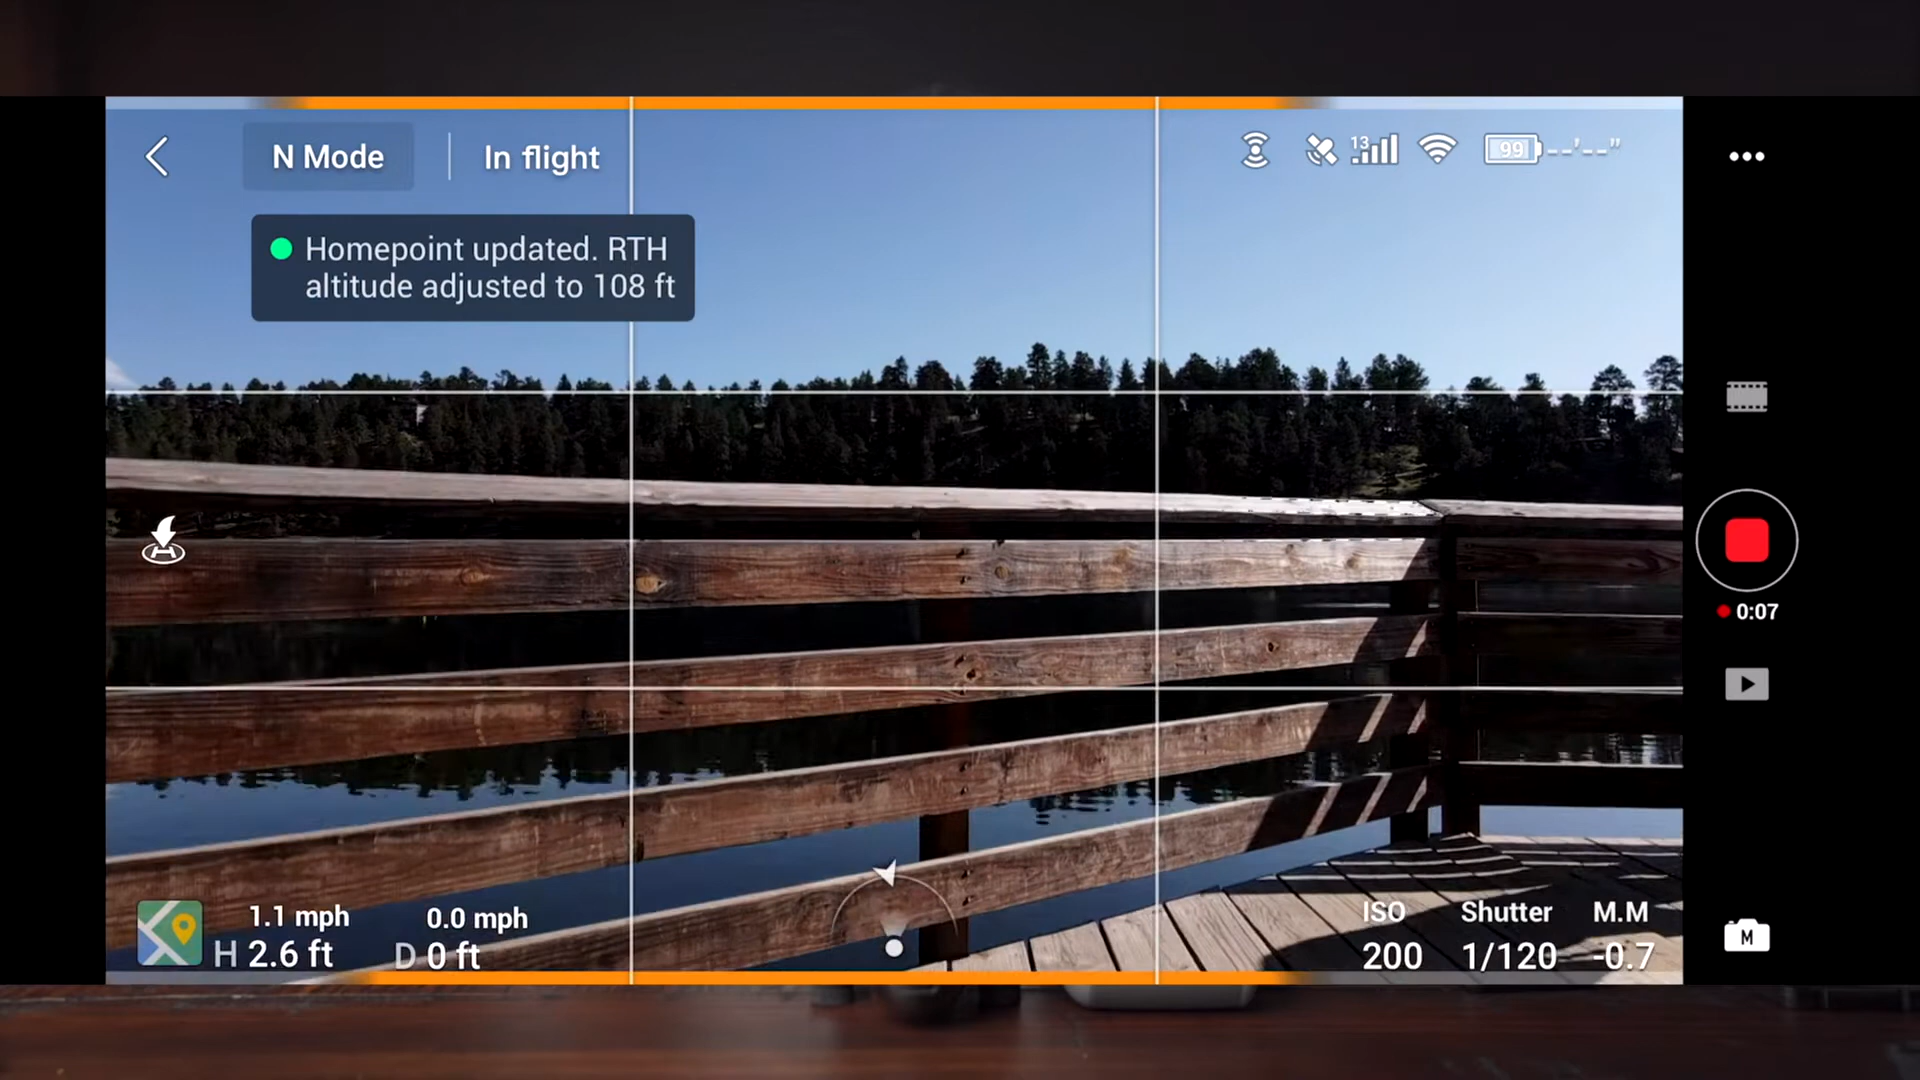 N Mode
In flight
13
99
--'--"
Homepoint updated. RTH
altitude adjusted to 108 ft
0:07
1.1 mph
0.0 mph
H 2.6 ft
D 0 ft
ISO
Shutter
M.M
200
1/120
-0.7
M